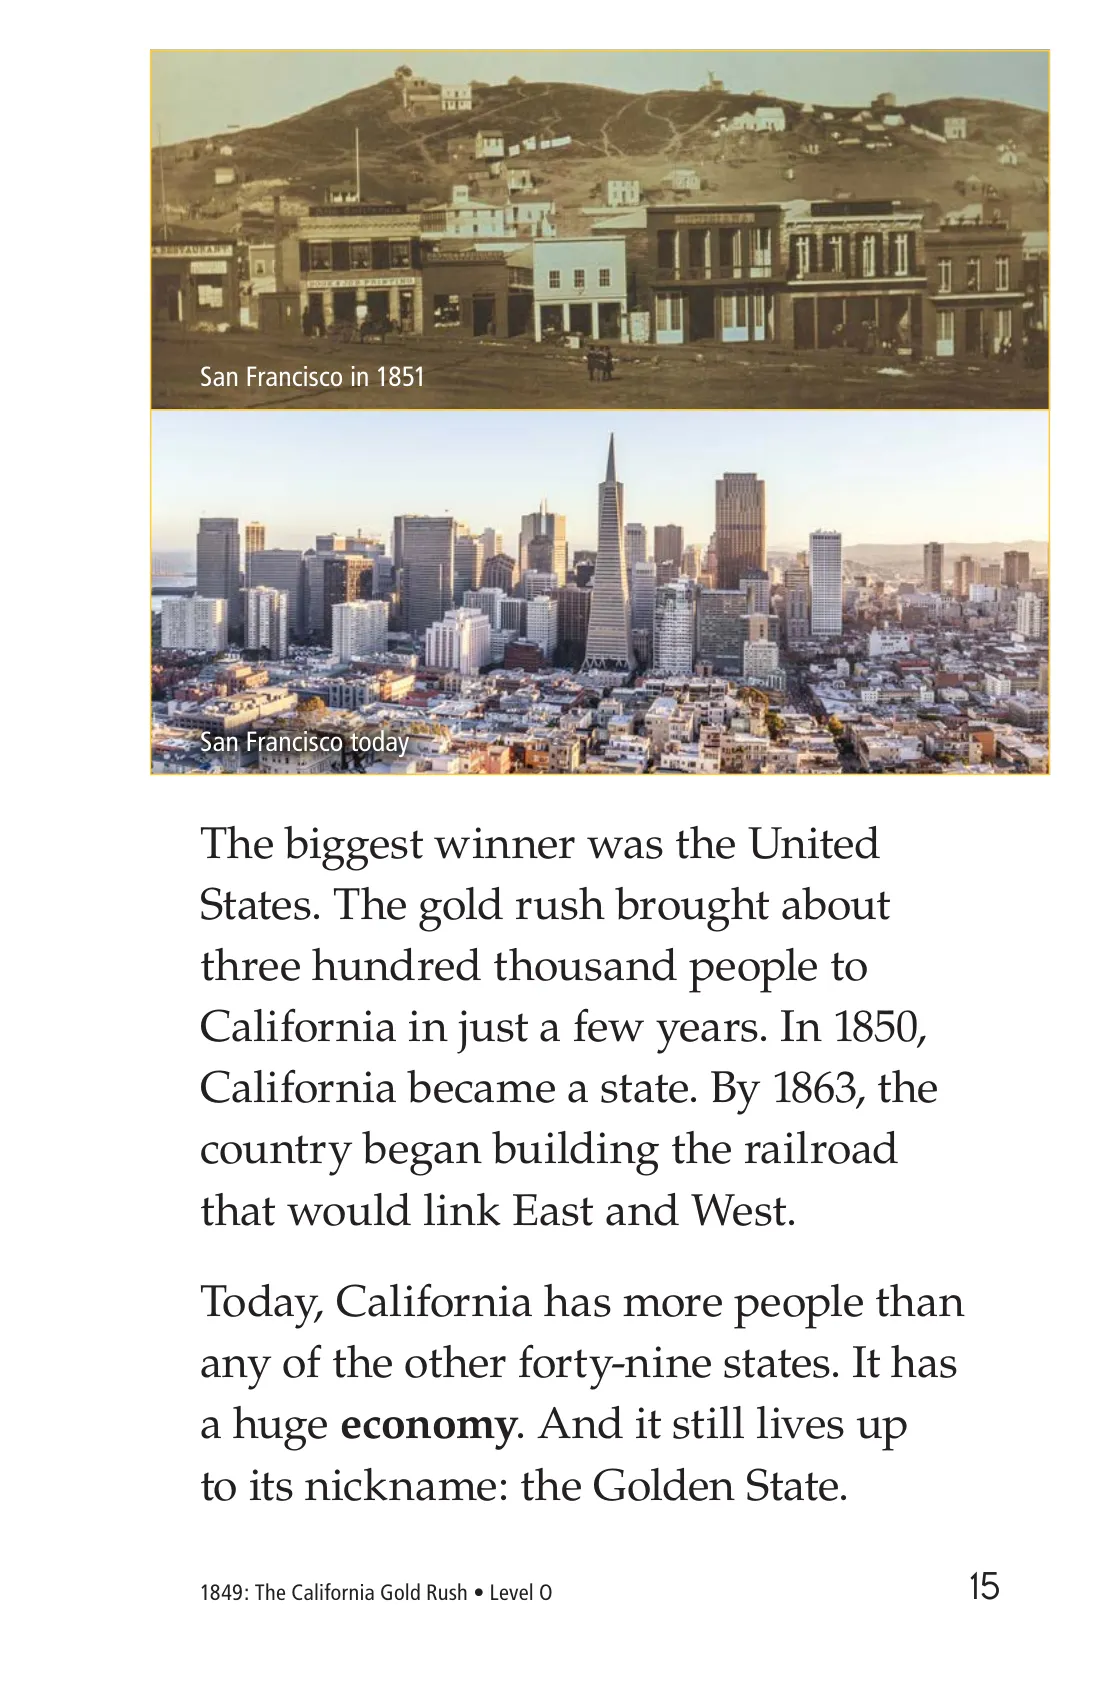 RESTAURANT
BOOK & JOB PRINTING
San Francisco in 1851
San Francisco today
The biggest winner was the United
States. The gold rush brought about
three hundred thousand people to
California in just a few years. In 1850,
California became a state. By 1863, the
country began building the railroad
that would link East and West.
Today, California has more people than
any of the other forty-nine states. It has
a huge economy. And it still lives up
to its nickname: the Golden State.
1849: The California Gold Rush • Level O
15